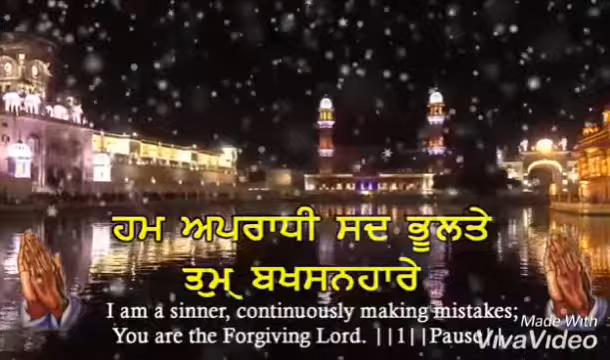 ਹਮ ਅਪਰਾਧੀ ਸਦ ਭੂਲਤੇ
ਤੁਮ੍ ਬਖਸਨਹਾਰੇ
I am a sinner, continuously making mistakes;
You are the Forgiving Lord. ||1||Pause||
Made With
VivaVideo